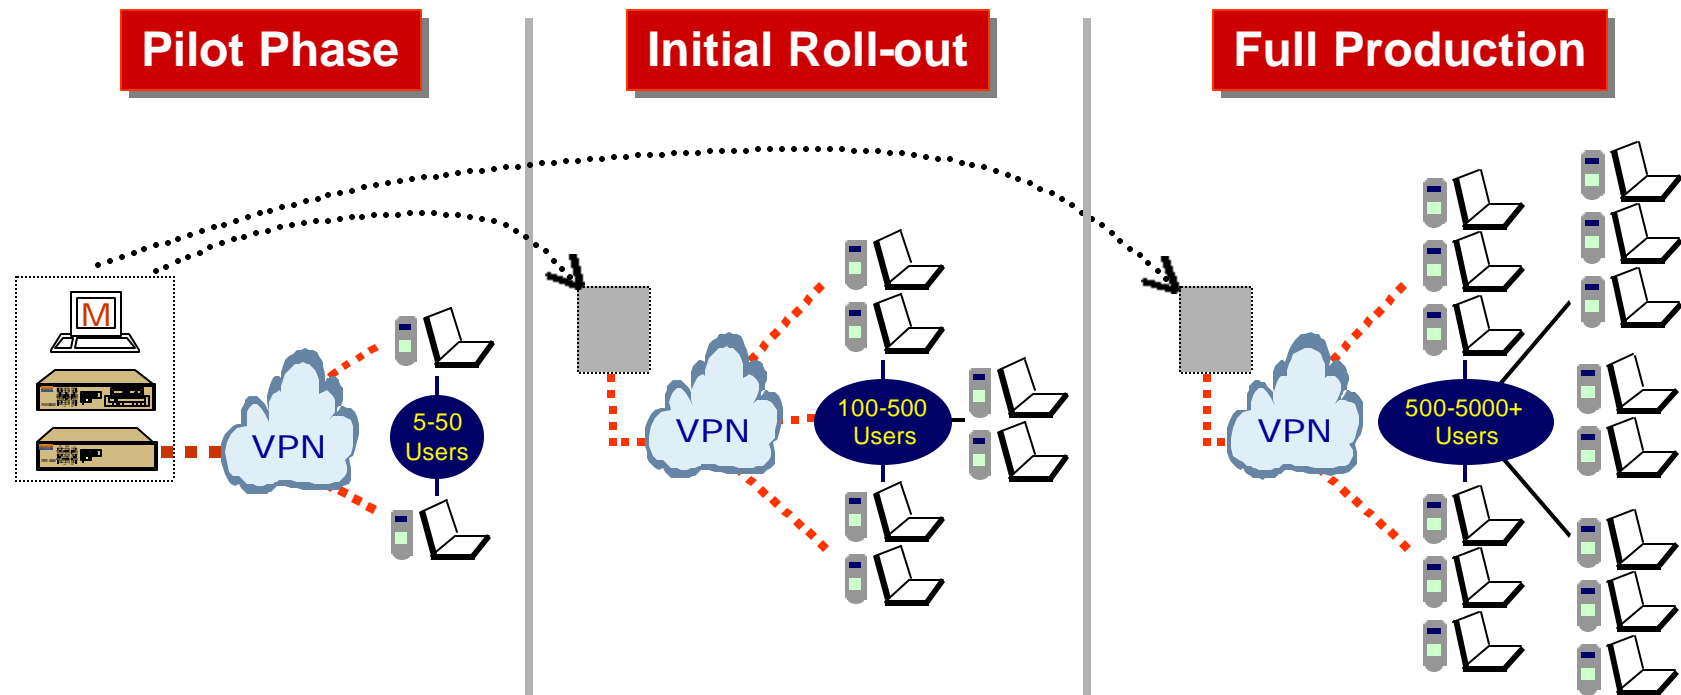 Pilot Phase
Initial Roll-out
Full Production
M
VPN
5-50
Users
VPN
100-500
Users
VPN
500-5000+
Users